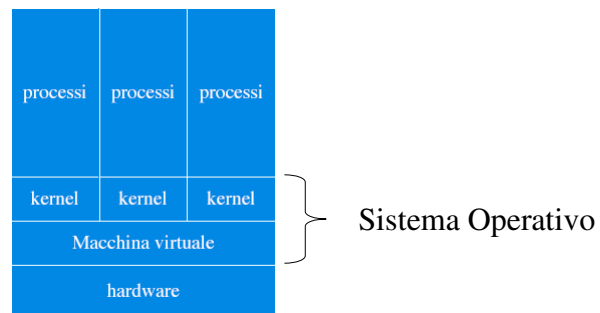 processi processi processi
kernel kernel kernel
Sistema Operativo
Macchina virtuale
hardware